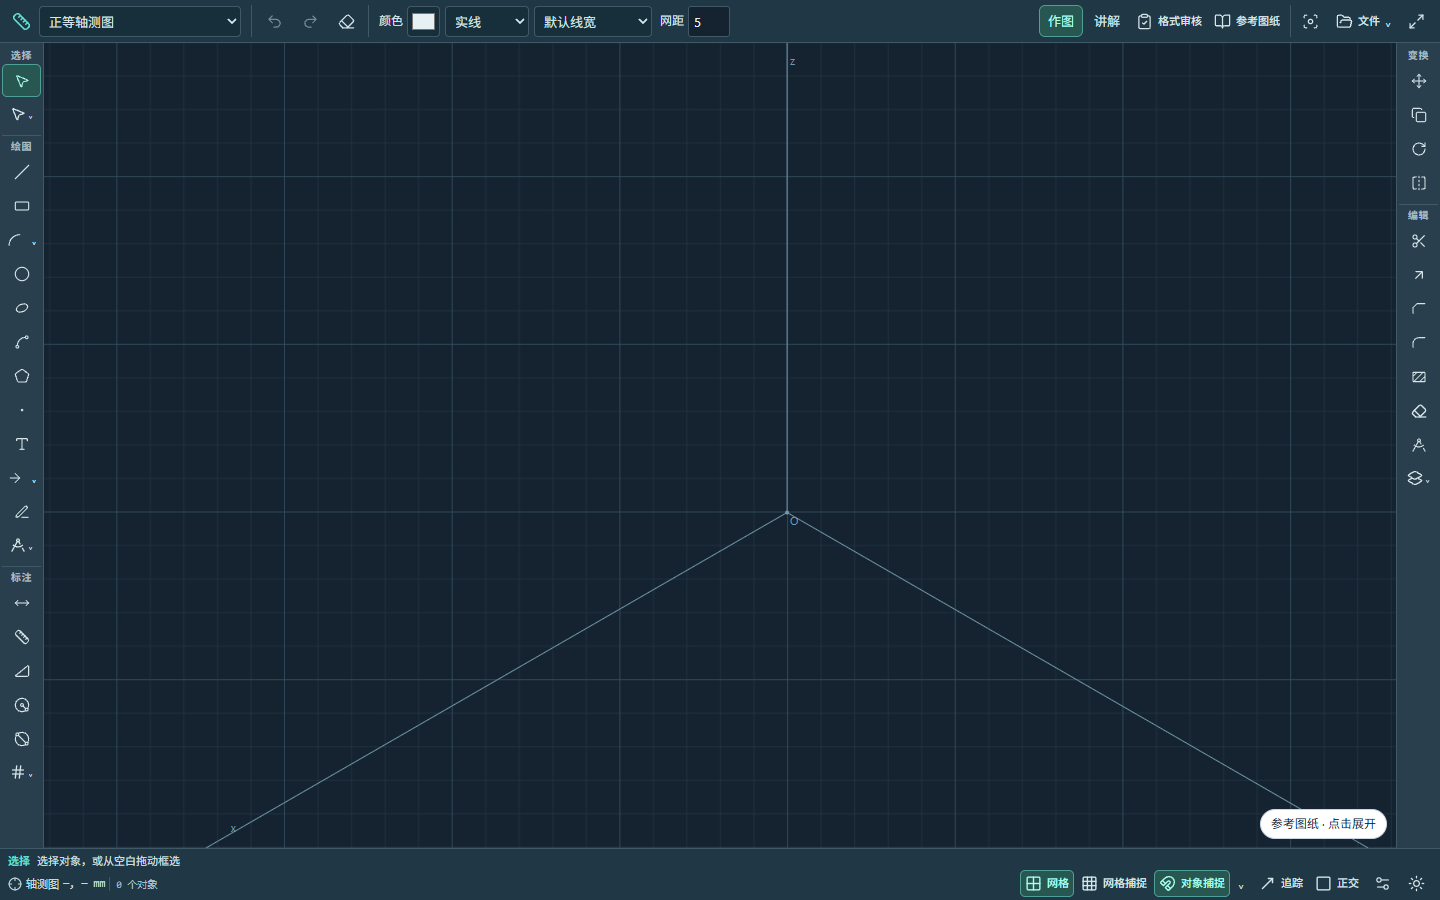 正等轴测图
颜色
实线
默认线宽
网距
5
作图
讲解
格式审核
参考图纸
文件
选择
绘图
标注
变换
编辑
z
O
x
参考图纸 · 点击展开
选择 选择对象，或从空白拖动框选
轴测图 —, — mm
0 个对象
网格
网格捕捉
对象捕捉
追踪
正交